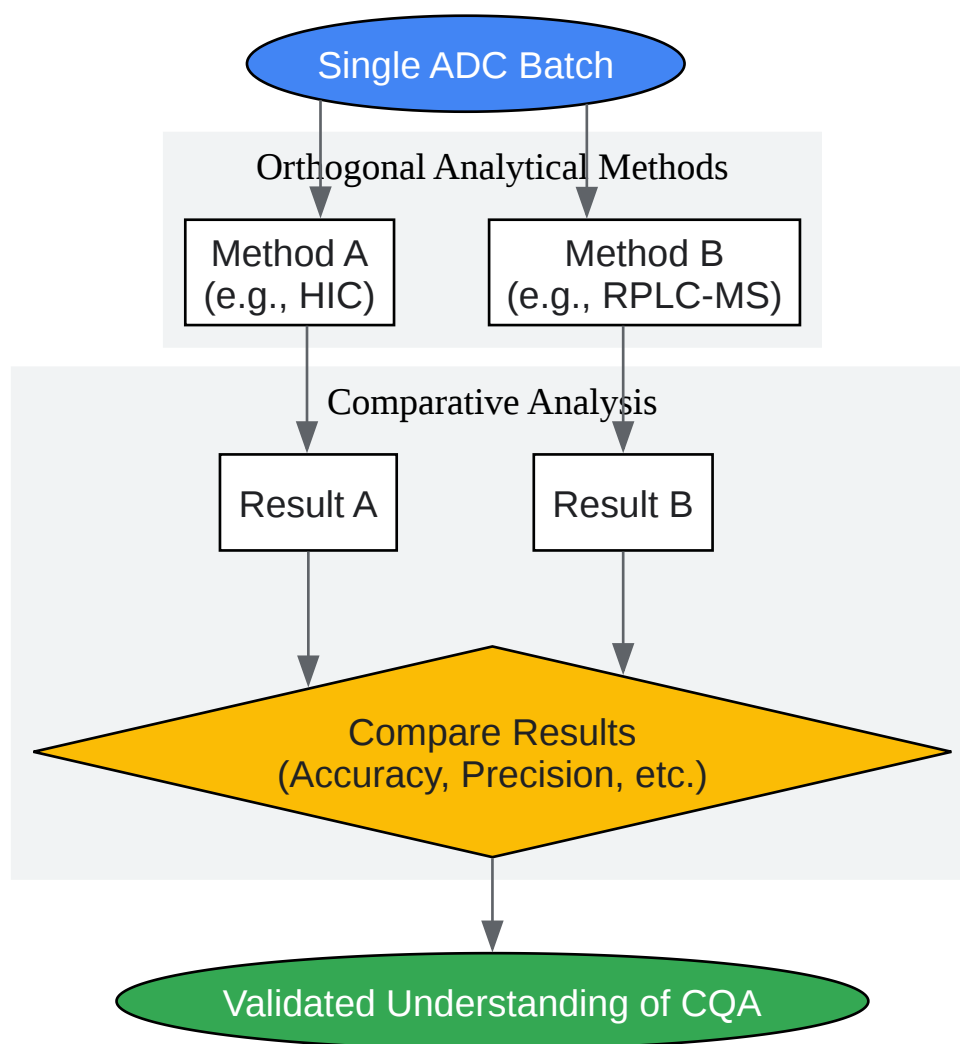 Single ADC Batch
Orthogonal Analytical Methods
Method A
(e.g., HIC)
Method B
(e.g., RPLC-MS)
Comparative Analysis
Result A
Result B
Compare Results
(Accuracy, Precision, etc.)
Validated Understanding of CQA